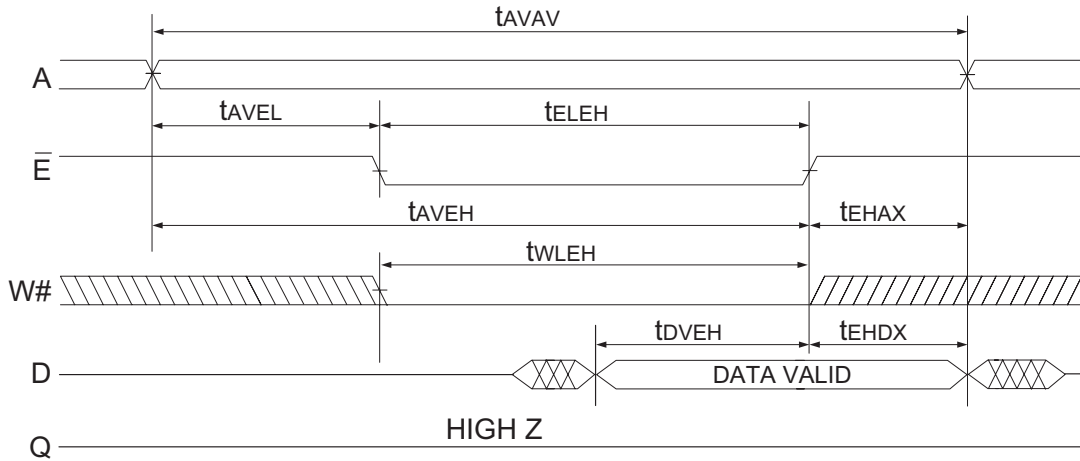 tAVAV
A
tAVEL tELEH
E̅
tAVEH tEHAX
tWLEH
W#
tDVEH tEHDX
D DATA VALID
HIGH Z
Q